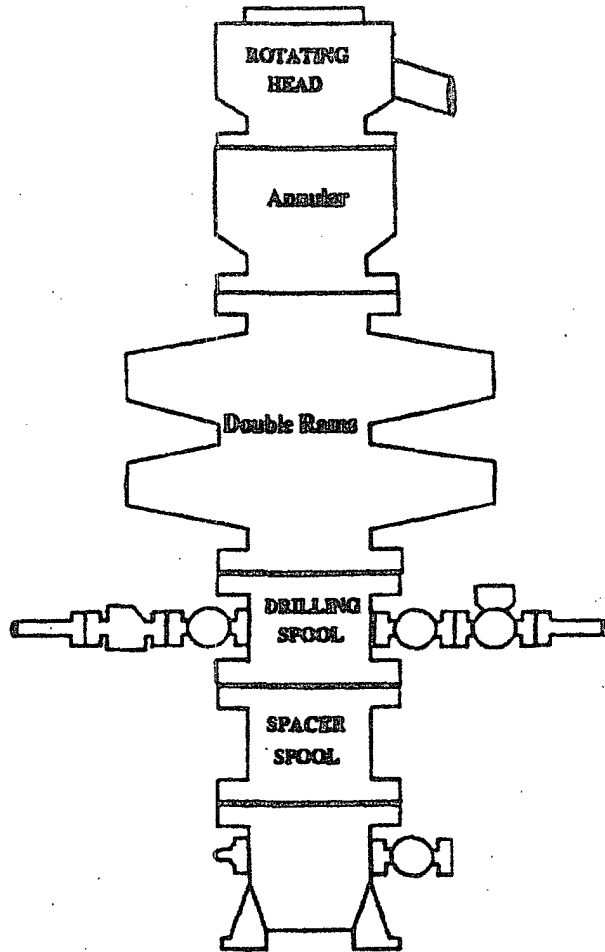 ROTATING
HEAD
Annular
Double Rams
DRILLING
SPOOL
SPACER
SPOOL